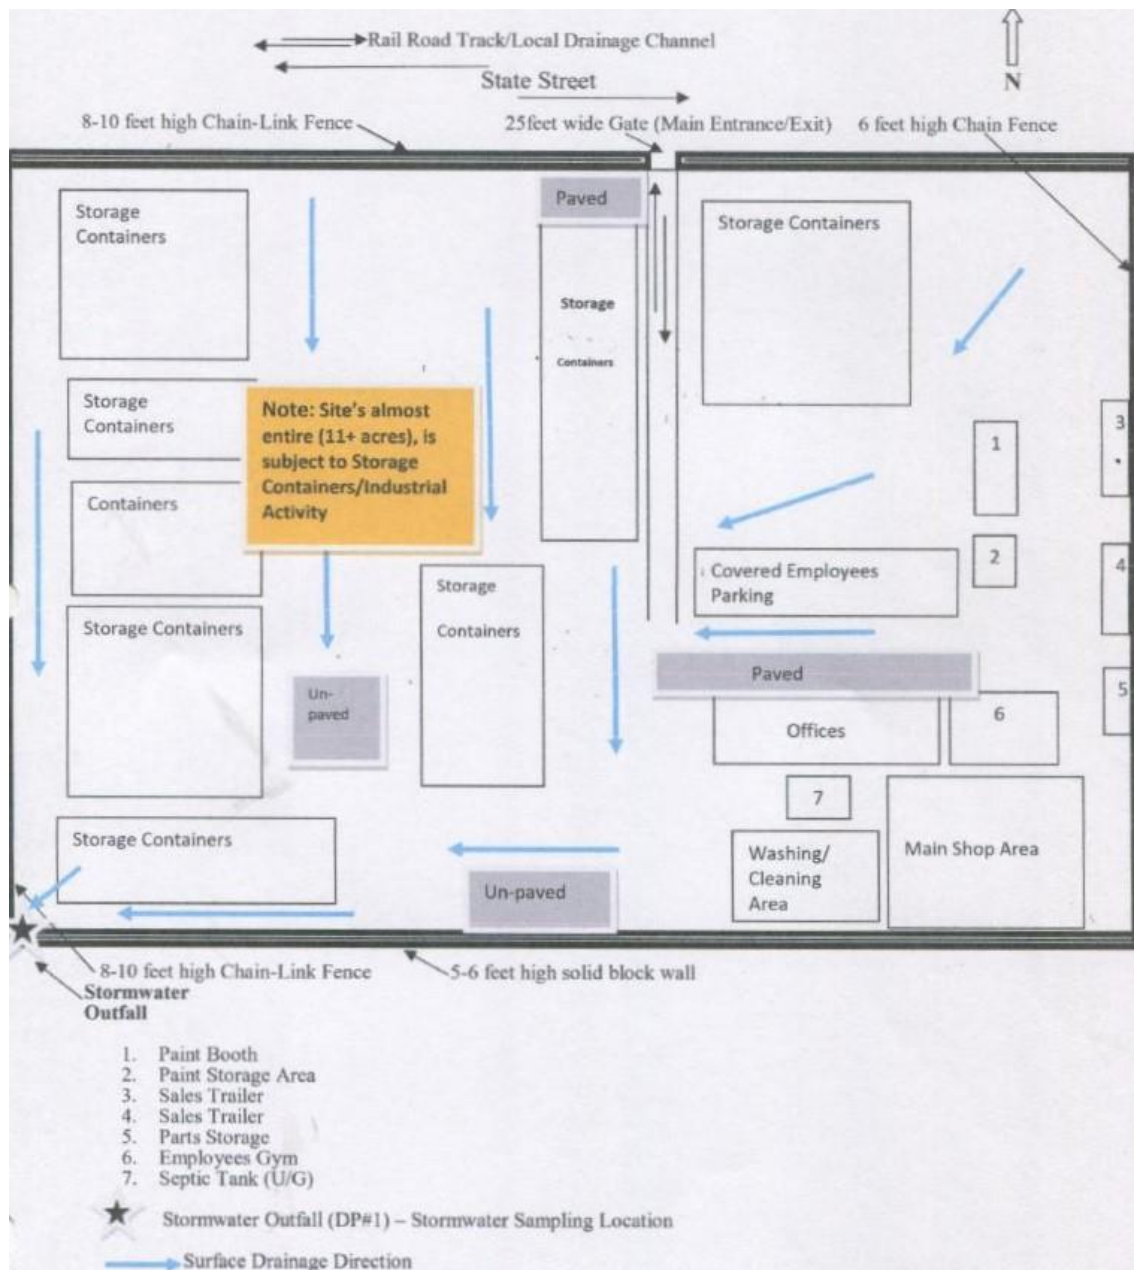 Rail Road Track/Local Drainage Channel
State Street
N
8-10 feet high Chain-Link Fence
25feet wide Gate (Main Entrance/Exit)
6 feet high Chain Fence
Paved
Storage
Containers
Storage Containers
Storage
Containers
Storage
Containers
Note: Site's almost
entire (11+ acres), is
subject to Storage
Containers/Industrial
Activity
1
3
Containers
2
4
Covered Employees
Parking
Storage
Containers
Storage Containers
Un-
paved
Paved
5
Offices
6
7
Storage Containers
Washing/
Cleaning
Area
Main Shop Area
Un-paved
8-10 feet high Chain-Link Fence
5-6 feet high solid block wall
Stormwater
Outfall
1. Paint Booth
2. Paint Storage Area
3. Sales Trailer
4. Sales Trailer
5. Parts Storage
6. Employees Gym
7. Septic Tank (U/G)
Stormwater Outfall (DP#1) – Stormwater Sampling Location
Surface Drainage Direction